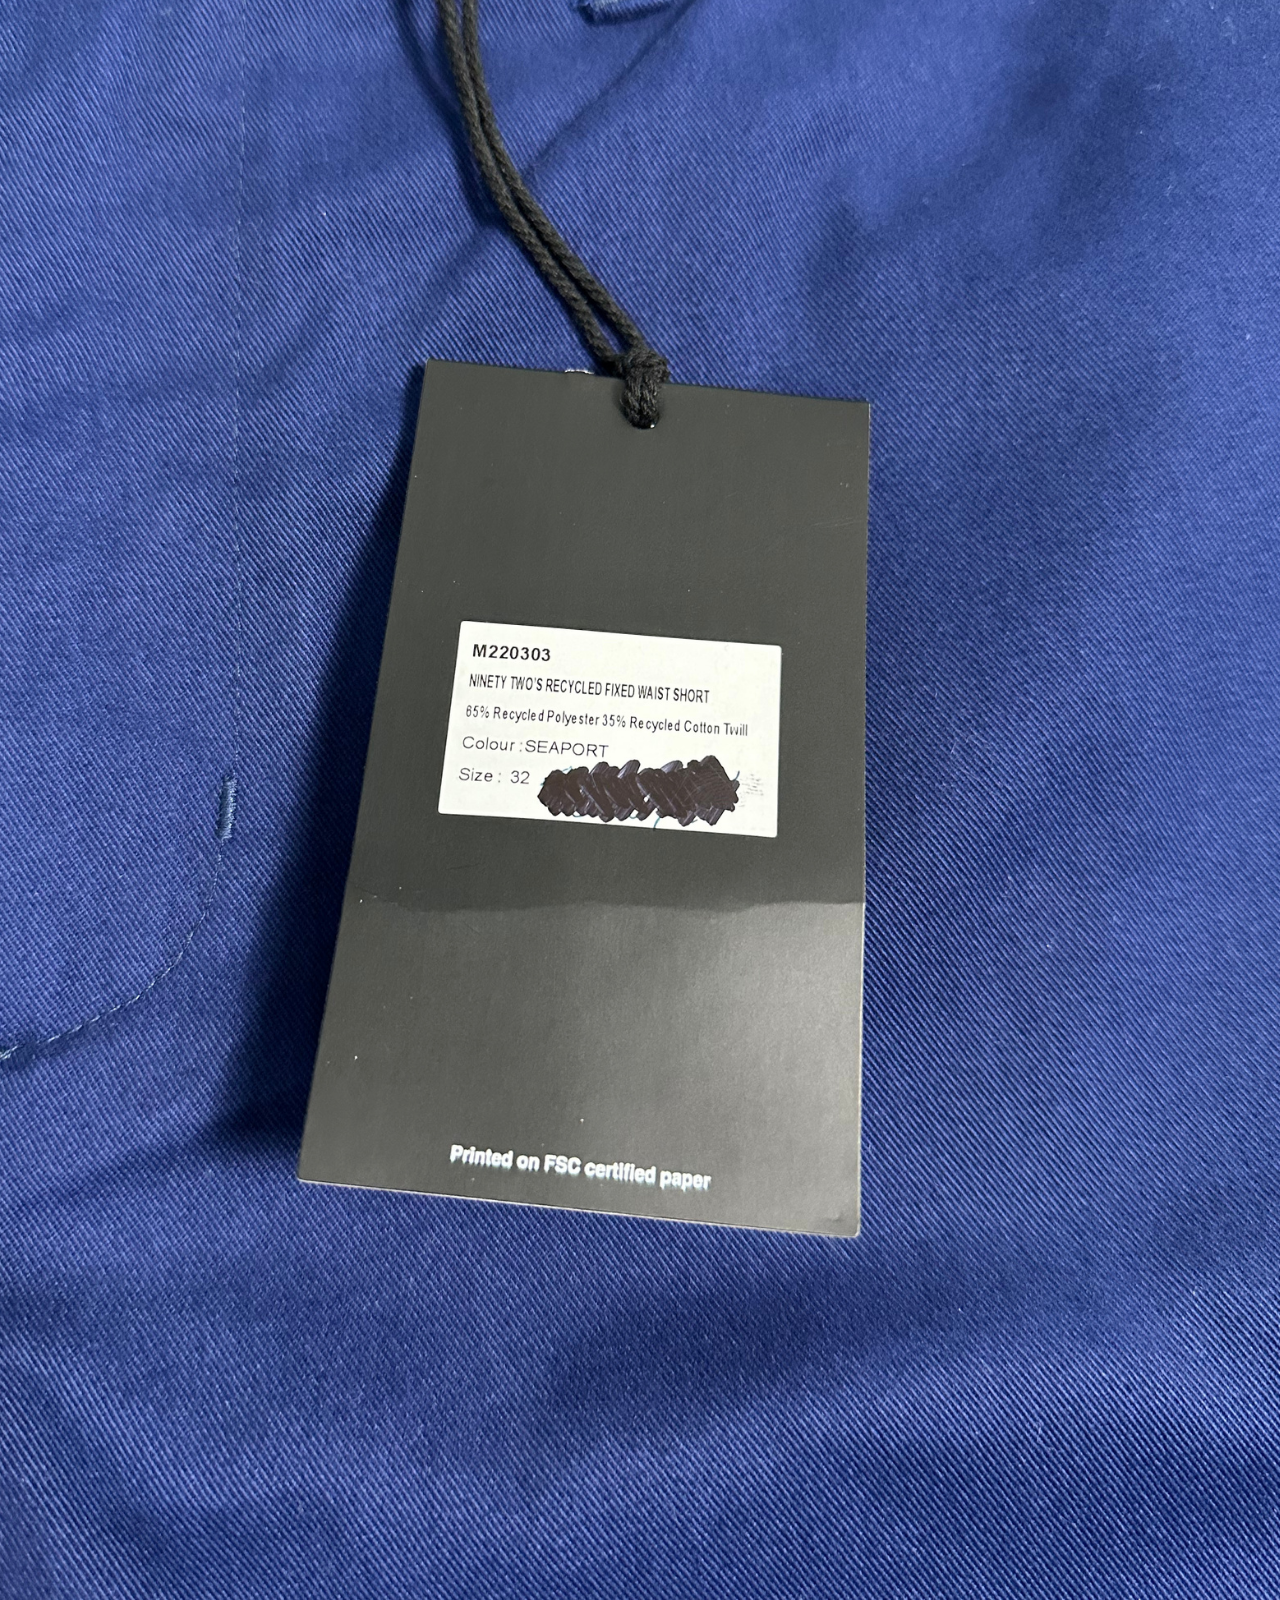 M220303
NINETY TWO'S RECYCLED FIXED WAIST SHORT
65% Recycled Polyester 35% Recycled Cotton Twill
Colour : SEAPORT
Size : 32
Printed on FSC certified paper